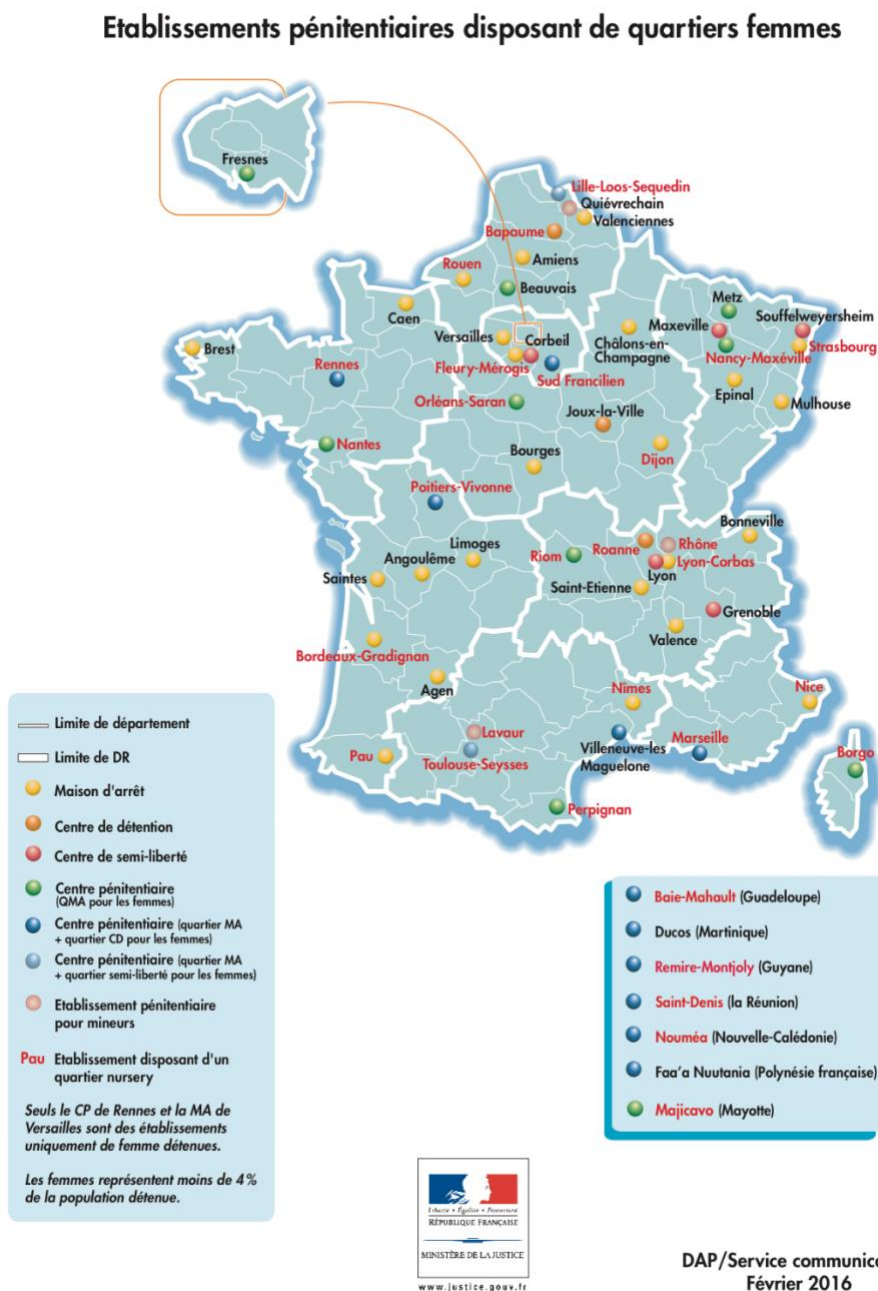 Etablissements pénitentiaires disposant de quartiers femmes
Fresnes
Lille-Loos-Sequedin
Quiévrechain
Valenciennes
Bapaume
Amiens
Rouen
Beauvais
Metz
Caen
Versailles
Corbeil
Maxeville
Souffelweyersheim
Châlons-en-
Champagne
Brest
Strasbourg
Rennes
Fleury-Mérogis
Sud Francilien
Nancy-Maxéville
Epinal
Mulhouse
Orléans-Saran
Joux-la-Ville
Nantes
Bourges
Dijon
Poitiers-Vivonne
Bonneville
Limoges
Riom
Roanne
Rhône
Lyon-Corbas
Angoulême
Saintes
Lyon
Saint-Etienne
Grenoble
Valence
Bordeaux-Gradignan
Agen
Nîmes
Nice
Lavaur
Villeneuve-les
Maguelone
Marseille
Pau
Toulouse-Seysses
Borgo
Perpignan
Limite de département
Limite de DR
Maison d'arrêt
Centre de détention
Centre de semi-liberté
Centre pénitentiaire
(QMA pour les femmes)
Centre pénitentiaire (quartier MA
+ quartier CD pour les femmes)
Centre pénitentiaire (quartier MA
+ quartier semi-liberté pour les femmes)
Etablissement pénitentiaire
pour mineurs
Pau Etablissement disposant d'un
quartier nursery
Seuls le CP de Rennes et la MA de
Versailles sont des établissements
uniquement de femme détenues.
Les femmes représentent moins de 4%
de la population détenue.
Baie-Mahault (Guadeloupe)
Ducos (Martinique)
Remire-Montjoly (Guyane)
Saint-Denis (la Réunion)
Nouméa (Nouvelle-Calédonie)
Faa'a Nuutania (Polynésie française)
Majicavo (Mayotte)
Liberté • Égalité • Fraternité
RÉPUBLIQUE FRANÇAISE
MINISTÈRE DE LA JUSTICE
www.justice.gouv.fr
DAP/Service communic
Février 2016